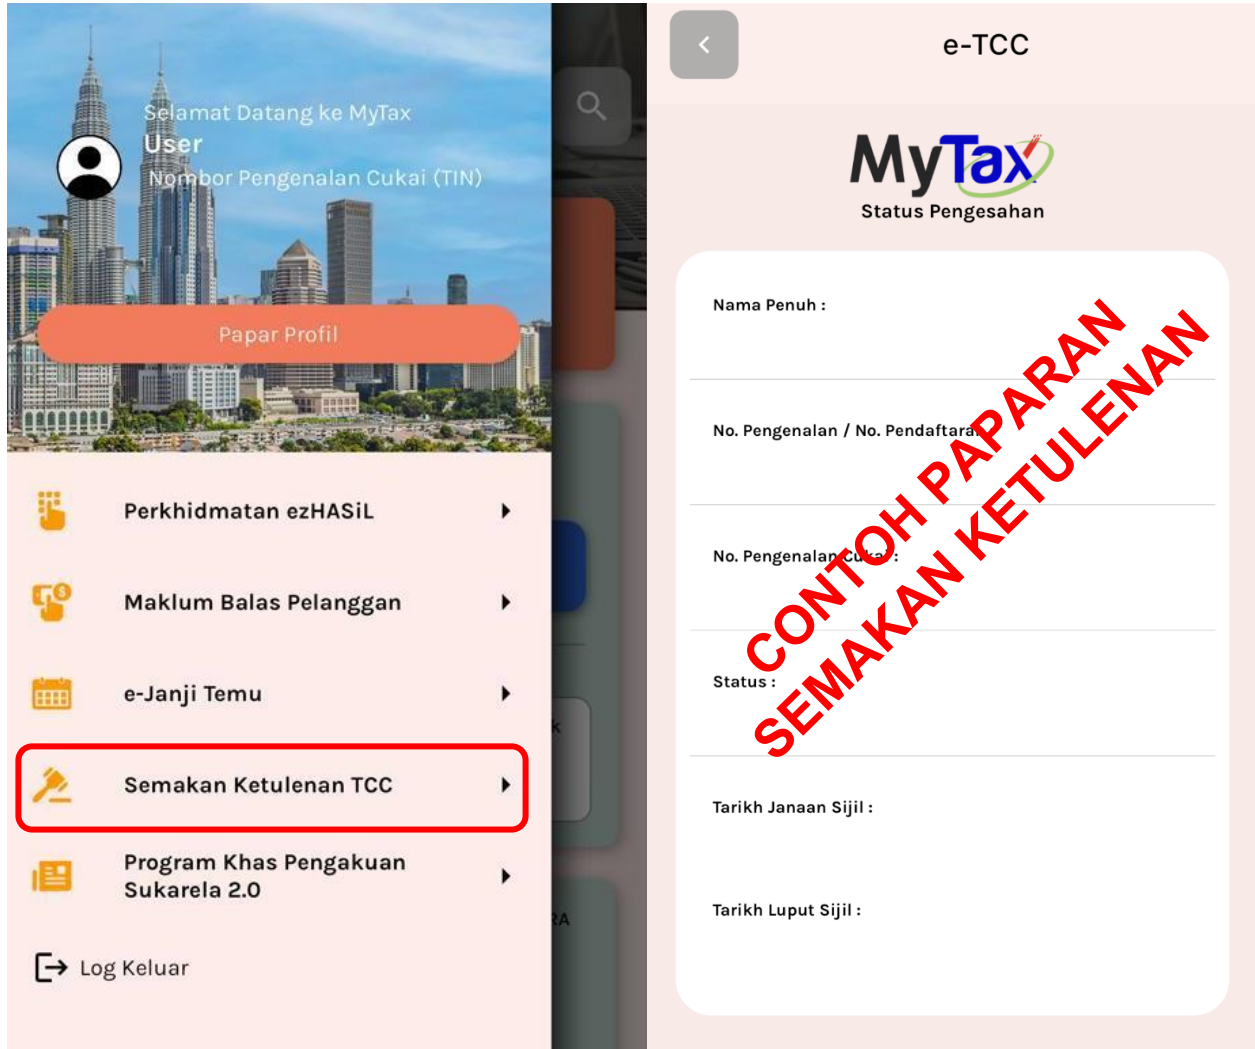 Selamat Datang ke MyTax
User
Nombor Pengenalan Cukai (TIN)
Papar Profil
Perkhidmatan ezHASiL
Maklum Balas Pelanggan
e-Janji Temu
Semakan Ketulenan TCC
Program Khas Pengakuan
Sukarela 2.0
Log Keluar
e-TCC
MyTax
Status Pengesahan
Nama Penuh :
No. Pengenalan / No. Pendaftaran
No. Pengenalan Cukai :
Status :
Tarikh Janaan Sijil :
Tarikh Luput Sijil :
CONTOH PAPARAN
SEMAKAN KETULENAN